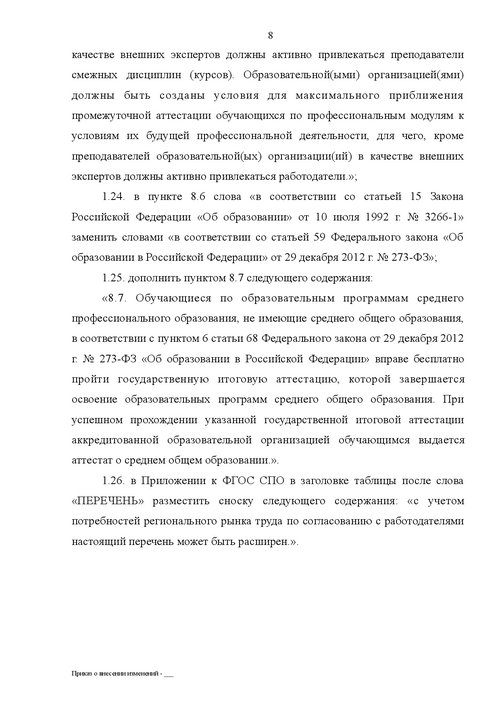 8
качестве внешних экспертов должны активно привлекаться преподаватели
смежных дисциплин (курсов). Образовательной(ыми) организацией(ями)
должны быть созданы условия для максимального приближения
промежуточной аттестации обучающихся по профессиональным модулям к
условиям их будущей профессиональной деятельности, для чего, кроме
преподавателей образовательной(ых) организации(ий) в качестве внешних
экспертов должны активно привлекаться работодатели.»;
1.24. в пункте 8.6 слова «в соответствии со статьей 15 Закона
Российской Федерации «Об образовании» от 10 июля 1992 г. № 3266-1»
заменить словами «в соответствии со статьей 59 Федерального закона «Об
образовании в Российской Федерации» от 29 декабря 2012 г. № 273-ФЗ»;
1.25. дополнить пунктом 8.7 следующего содержания:
«8.7. Обучающиеся по образовательным программам среднего
профессионального образования, не имеющие среднего общего образования,
в соответствии с пунктом 6 статьи 68 Федерального закона от 29 декабря 2012
г. № 273-ФЗ «Об образовании в Российской Федерации» вправе бесплатно
пройти государственную итоговую аттестацию, которой завершается
освоение образовательных программ среднего общего образования. При
успешном прохождении указанной государственной итоговой аттестации
аккредитованной образовательной организацией обучающимся выдается
аттестат о среднем общем образовании.».
1.26. в Приложении к ФГОС СПО в заголовке таблицы после слова
«ПЕРЕЧЕНЬ» разместить сноску следующего содержания: «с учетом
потребностей регионального рынка труда по согласованию с работодателями
настоящий перечень может быть расширен.».
Приказ о внесении изменений - ___